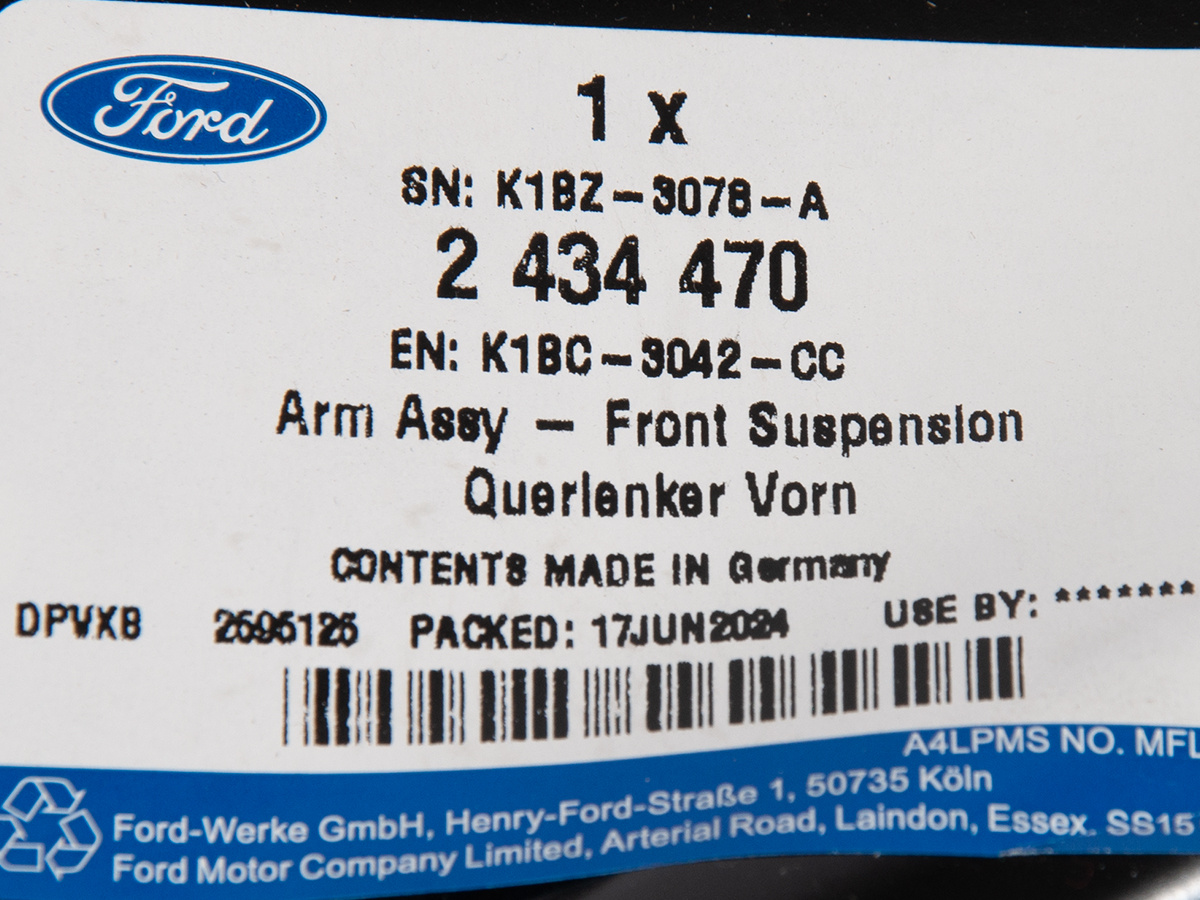 Ford
1 x
SN: K1BZ-3078-A
2 434 470
EN: K1BC-3042-CC
Arm Assy - Front Suspension
Querlenker Vorn
CONTENTS MADE IN Germany
DPVXB 2595125 PACKED: 17JUN2024 USE BY: *******
A4LPMS NO. MFL
Ford-Werke GmbH, Henry-Ford-Straße 1, 50735 Köln
Ford Motor Company Limited, Arterial Road, Laindon, Essex. SS15